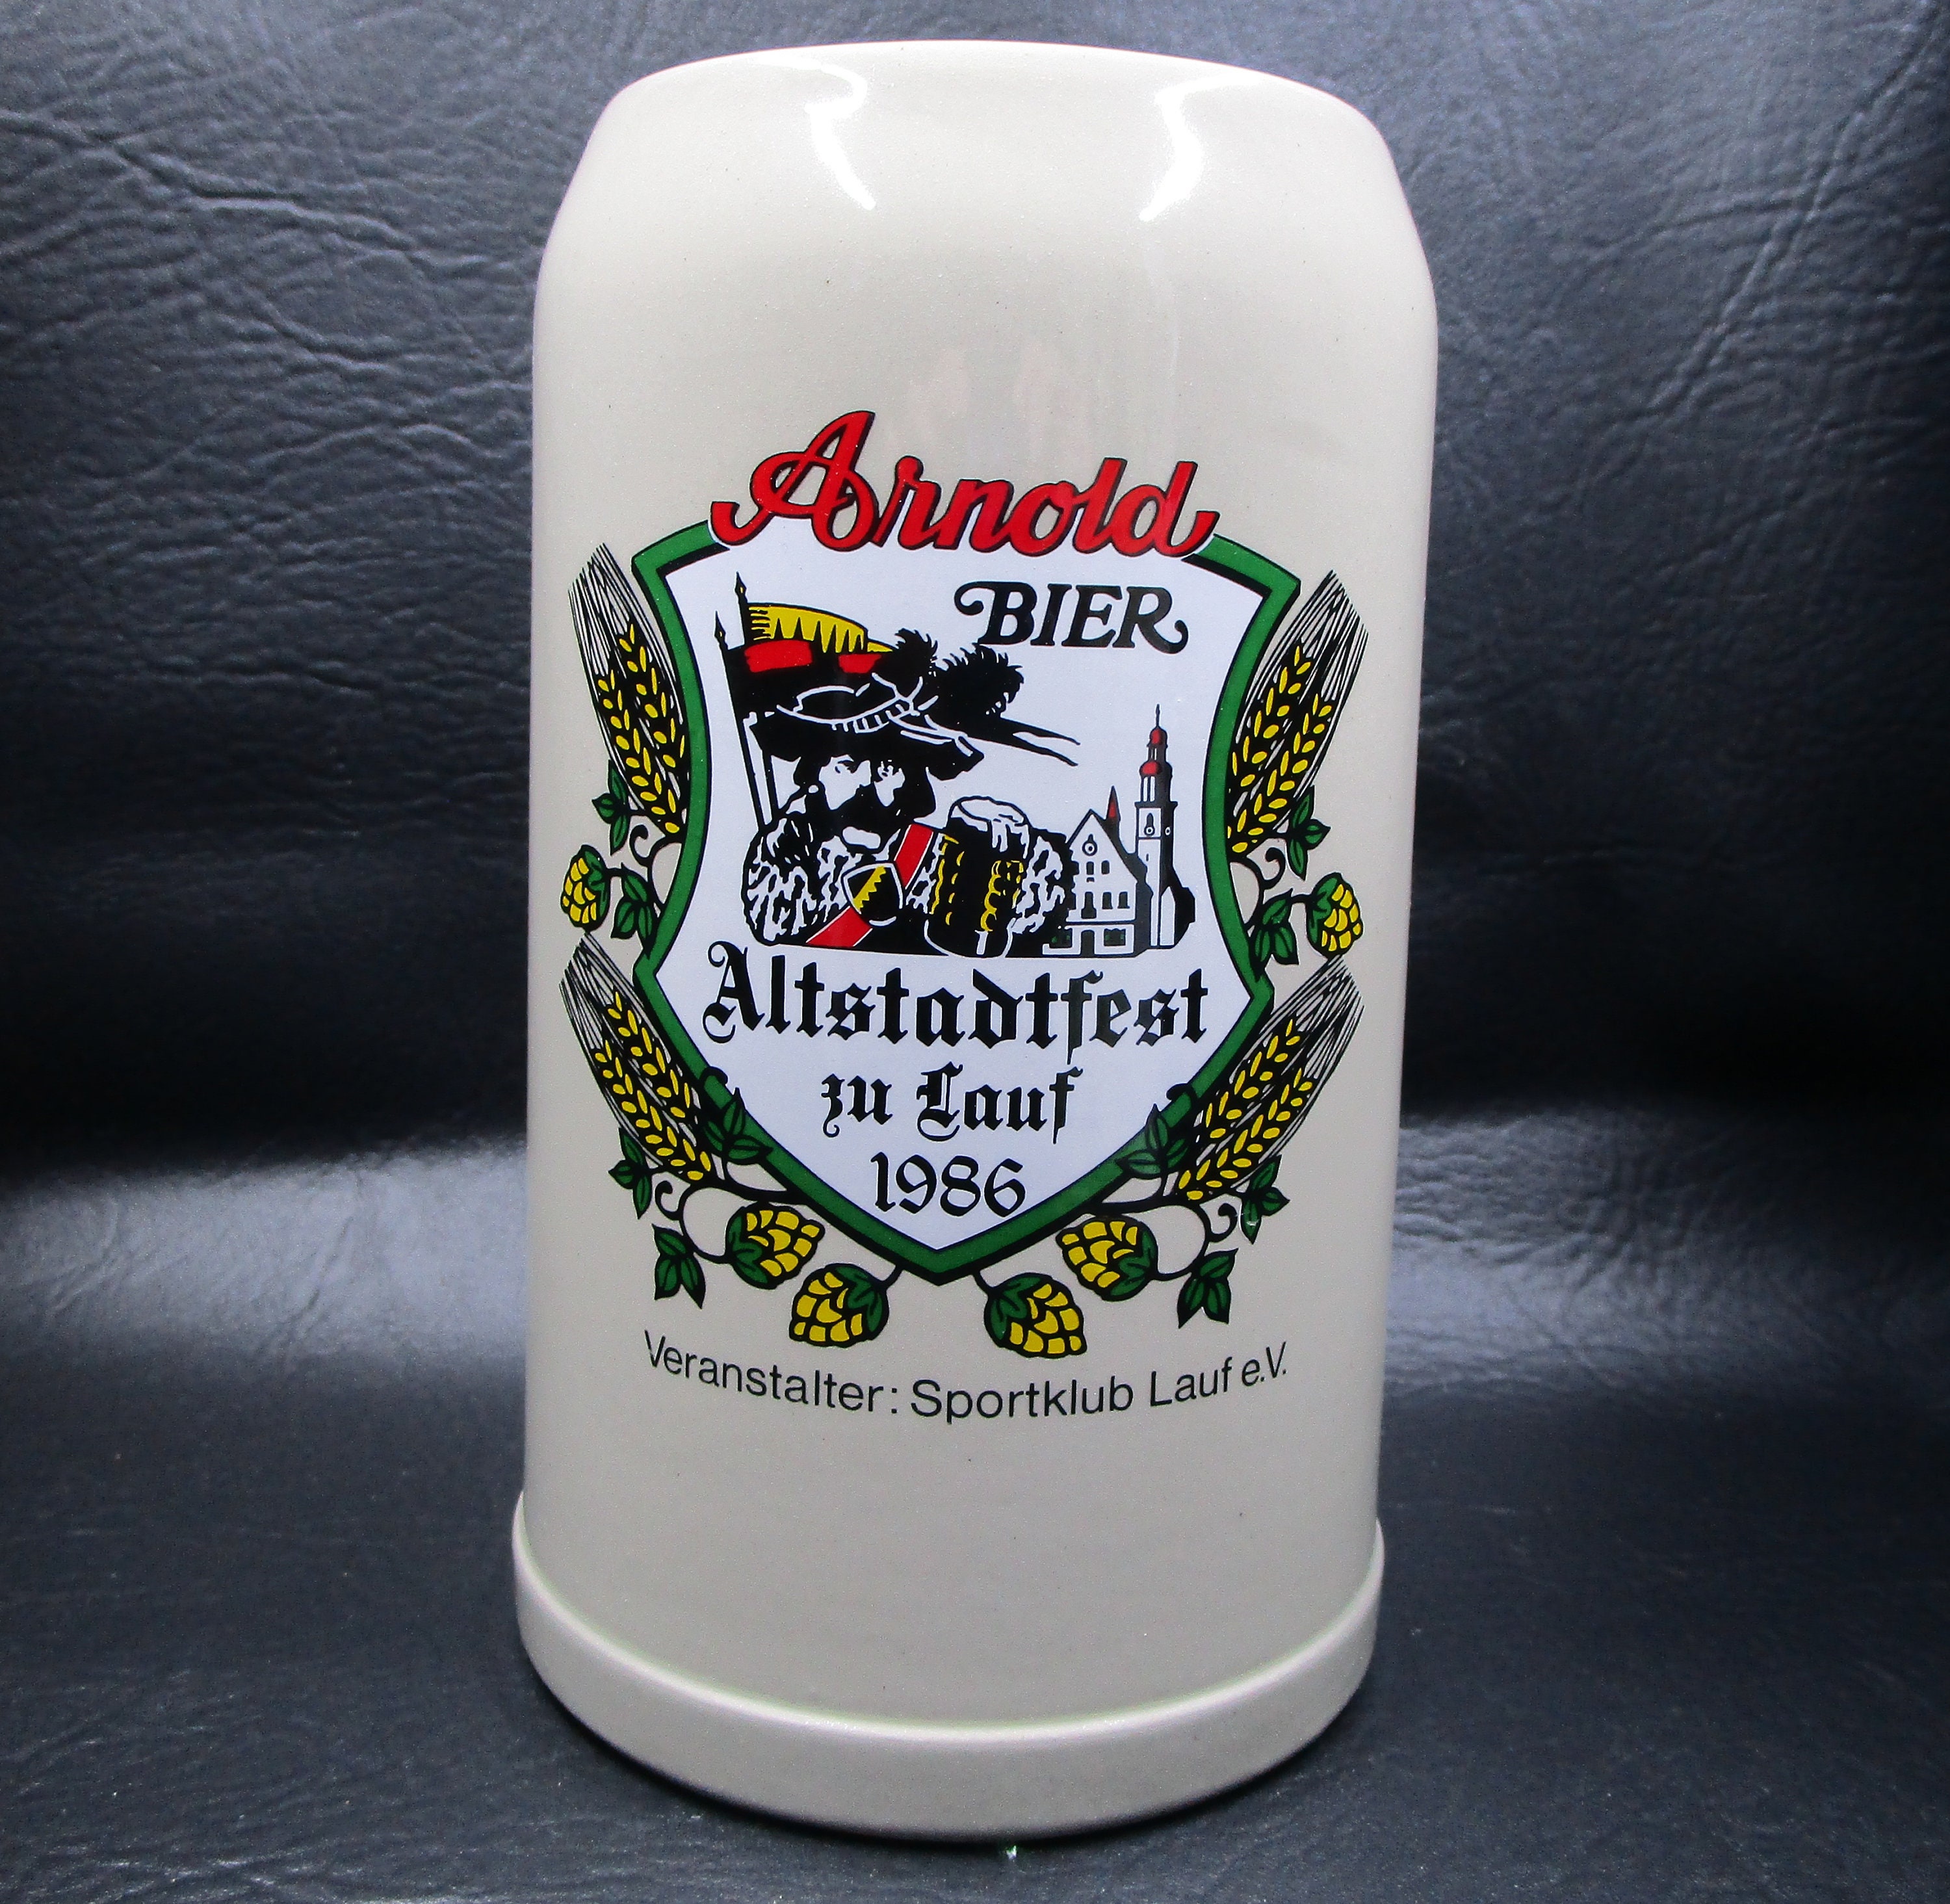 Arnold
BIER
Altstadtfest
zu Lauf
1986
Veranstalter: Sportklub Lauf e.V.